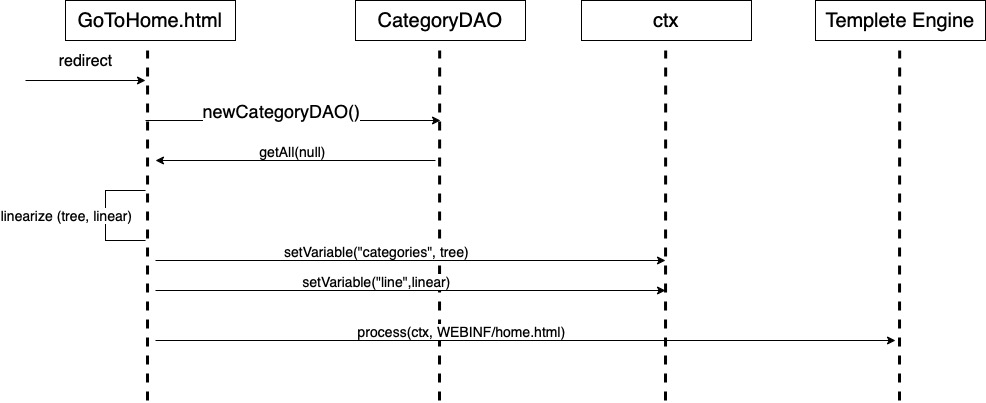 GoToHome.html
CategoryDAO
ctx
Templete Engine
redirect
newCategoryDAO()
getAll(null)
linearize (tree, linear)
setVariable("categories", tree)
setVariable("line",linear)
process(ctx, WEBINF/home.html)